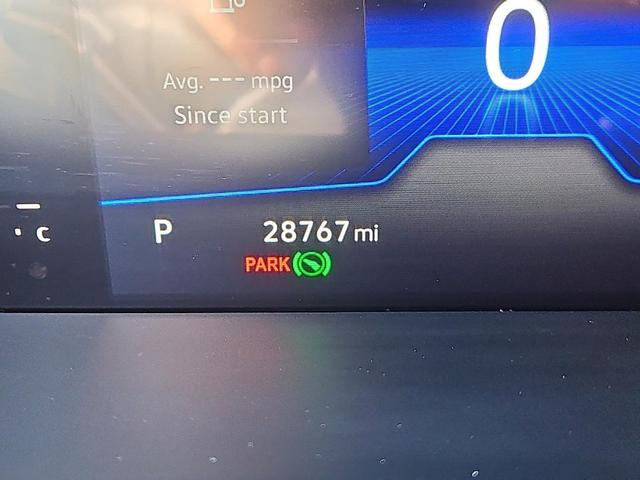 0
Avg. --- mpg
Since start
C
P 28767 mi
PARK